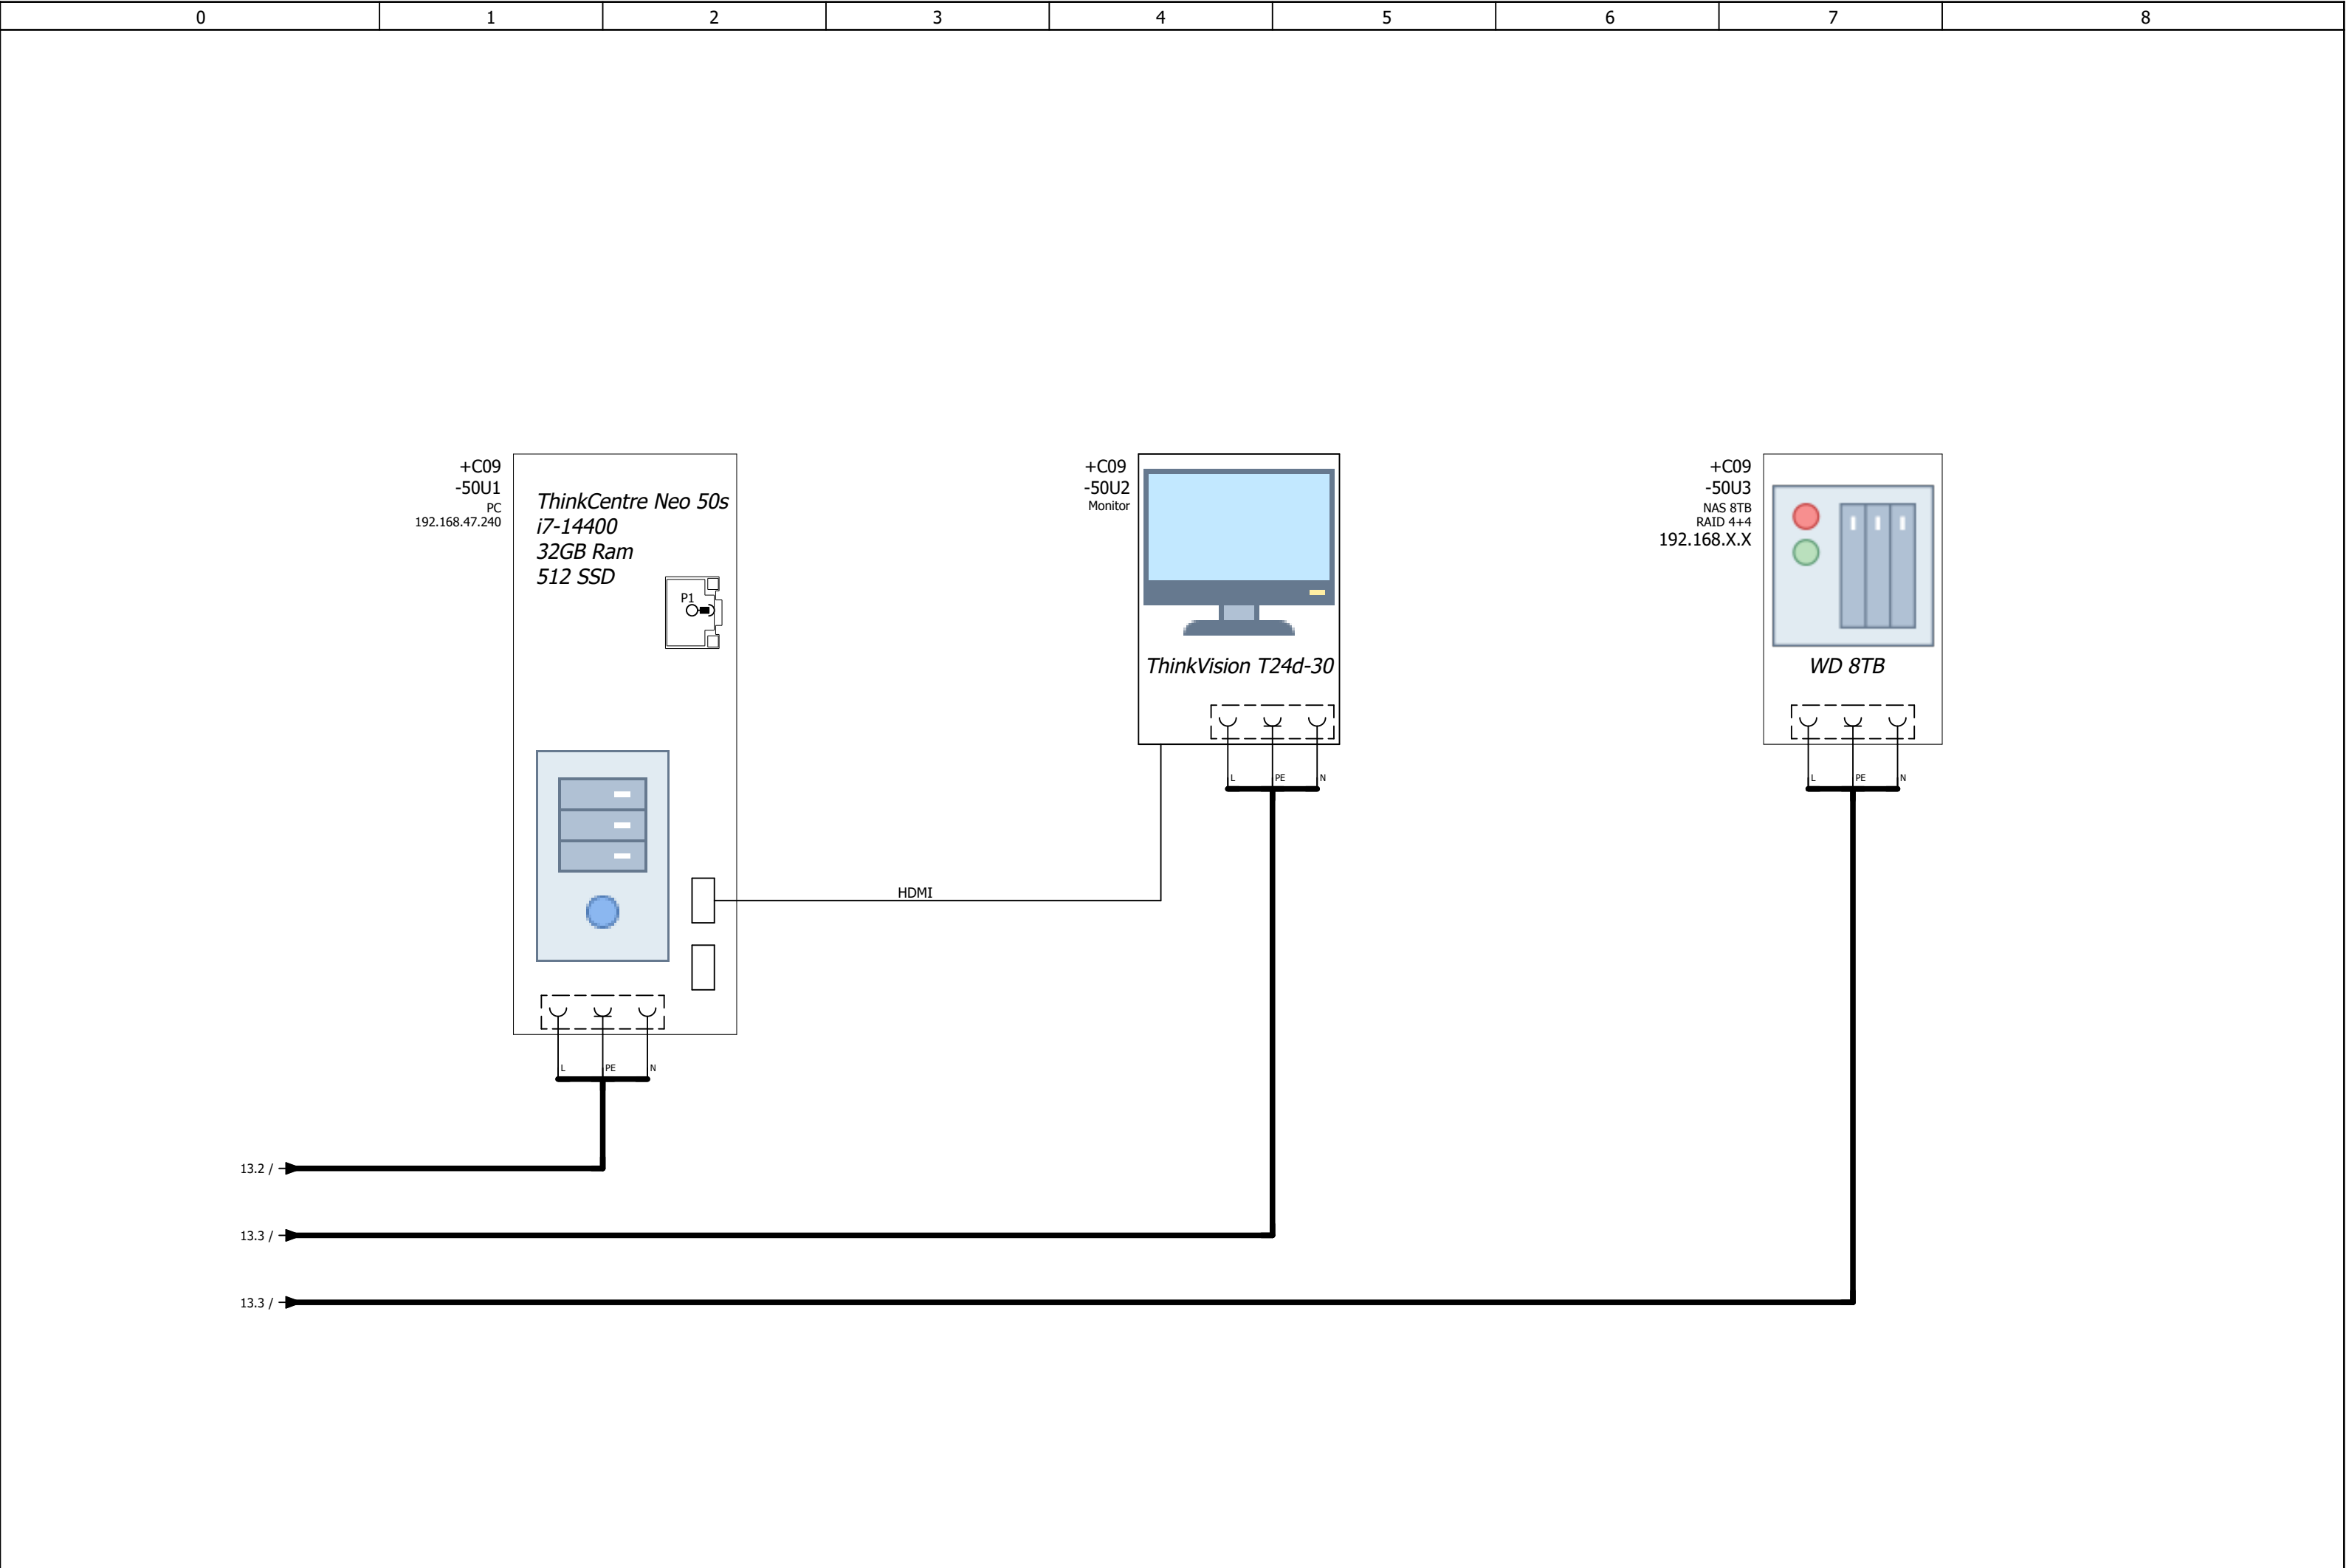 0 1 2 3 4 5 6 7 8
+C09
-50U1
PC
192.168.47.240
ThinkCentre Neo 50s
i7-14400
32GB Ram
512 SSD
P1
+C09
-50U2
Monitor
ThinkVision T24d-30
+C09
-50U3
NAS 8TB
RAID 4+4
192.168.X.X
WD 8TB
L PE N
L PE N
HDMI
L PE N
13.2 /
13.3 /
13.3 /